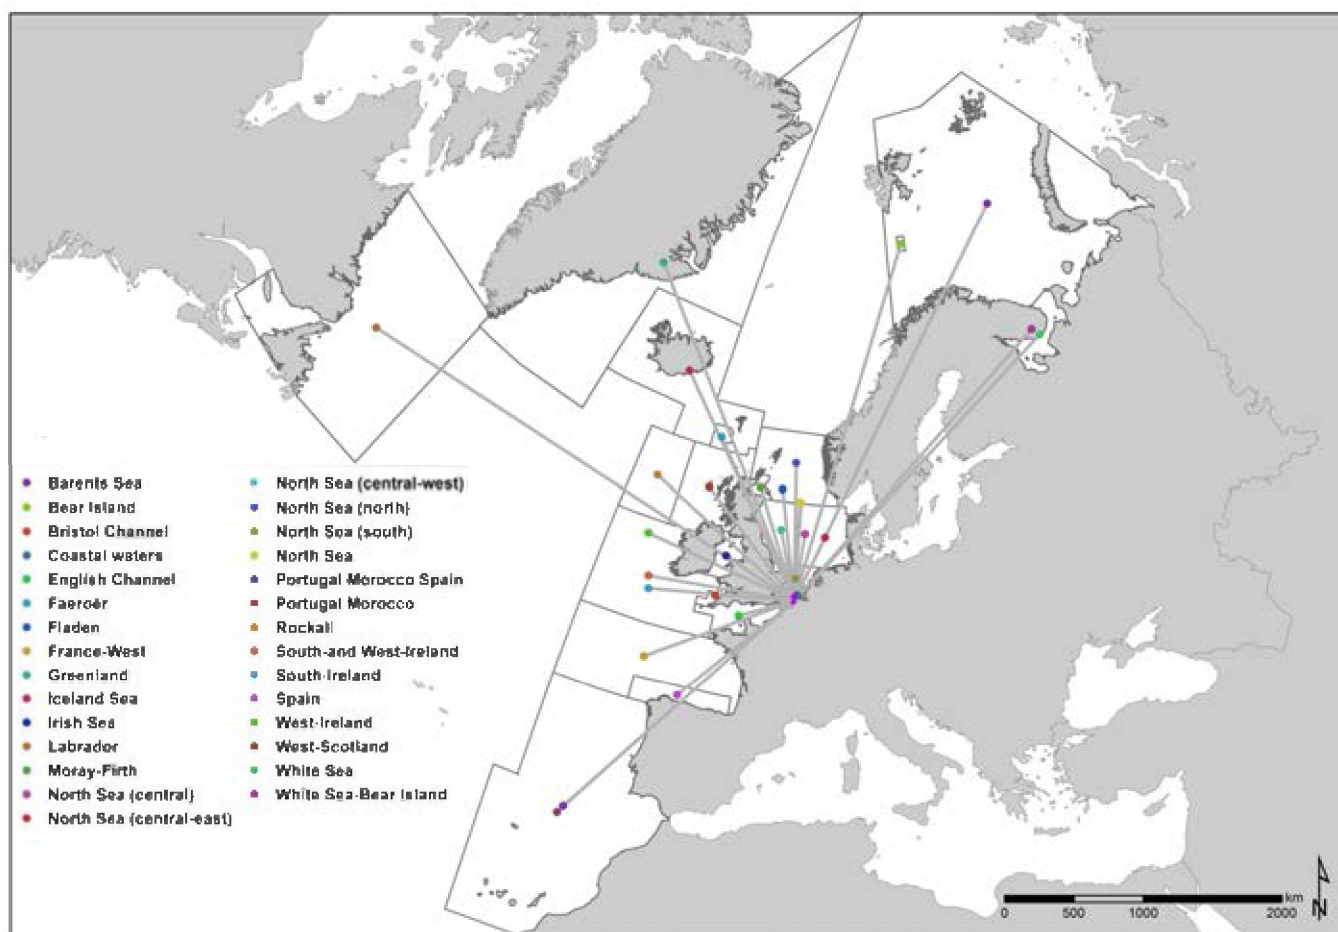 Barents Sea
Bear Island
Bristol Channel
Coastal waters
English Channel
Faeroër
Fladen
France-West
Greenland
Iceland Sea
Irish Sea
Labrador
Moray-Firth
North Sea (central)
North Sea (central-east)
North Sea (central-west)
North Sea (north)
North Sea (south)
North Sea
Portugal Morocco Spain
Portugal Morocco
Rockall
South-and West-Ireland
South-Ireland
Spain
West-Ireland
West-Scotland
White Sea
White Sea-Bear Island
km
0 500 1000 2000
N